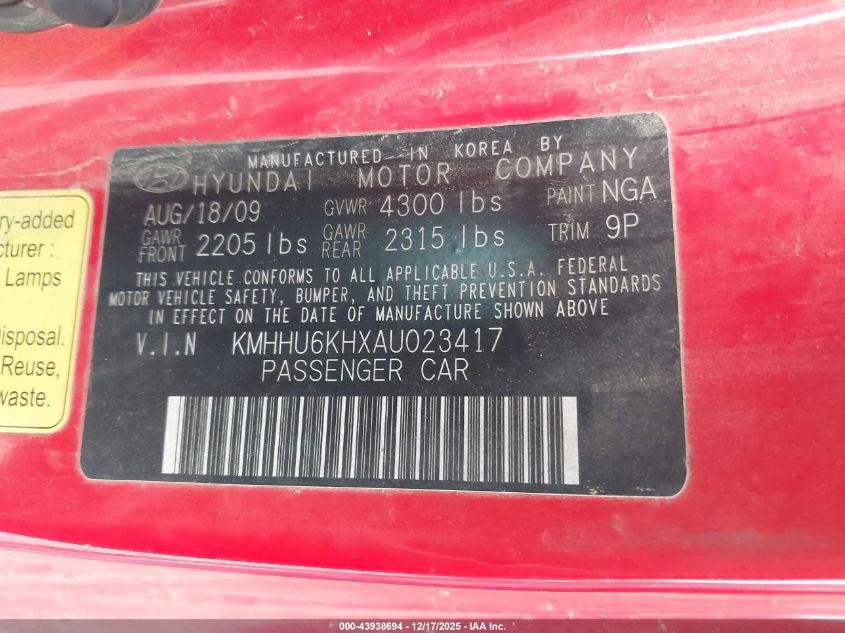 MANUFACTURED IN KOREA BY
HYUNDAI MOTOR COMPANY
AUG/18/09 GVWR 4300 lbs PAINT NGA
GAWR FRONT 2205 lbs GAWR REAR 2315 lbs TRIM 9P
THIS VEHICLE CONFORMS TO ALL APPLICABLE U.S.A. FEDERAL
MOTOR VEHICLE SAFETY, BUMPER, AND THEFT PREVENTION STANDARDS
IN EFFECT ON THE DATE OF MANUFACTURE SHOWN ABOVE
V.I.N KMHHU6KHXAU023417
PASSENGER CAR
ry-added
cturer :
Lamps
Disposal.
Reuse,
waste.
000-43938694 - 12/17/2025 - IAA Inc.